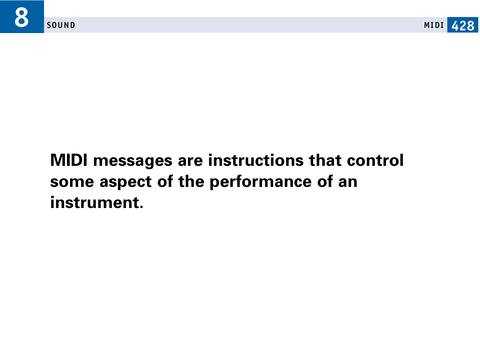 8
SOUND
MIDI 428
MIDI messages are instructions that control
some aspect of the performance of an
instrument.